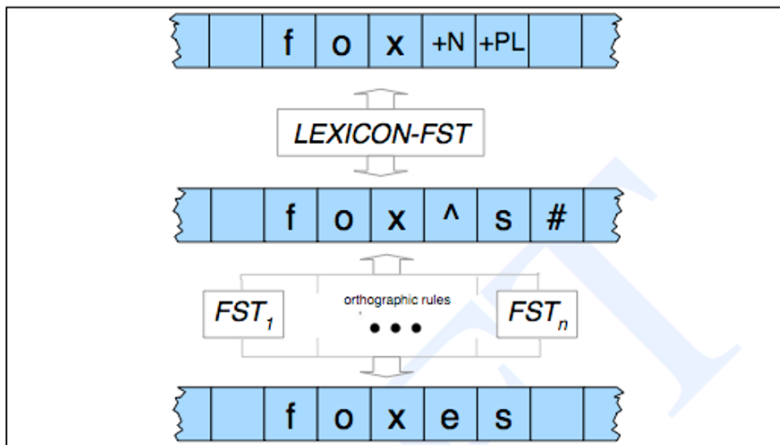 f o x +N +PL
LEXICON-FST
f o x ^ s #
orthographic rules
FST1 ••• FSTn
f o x e s